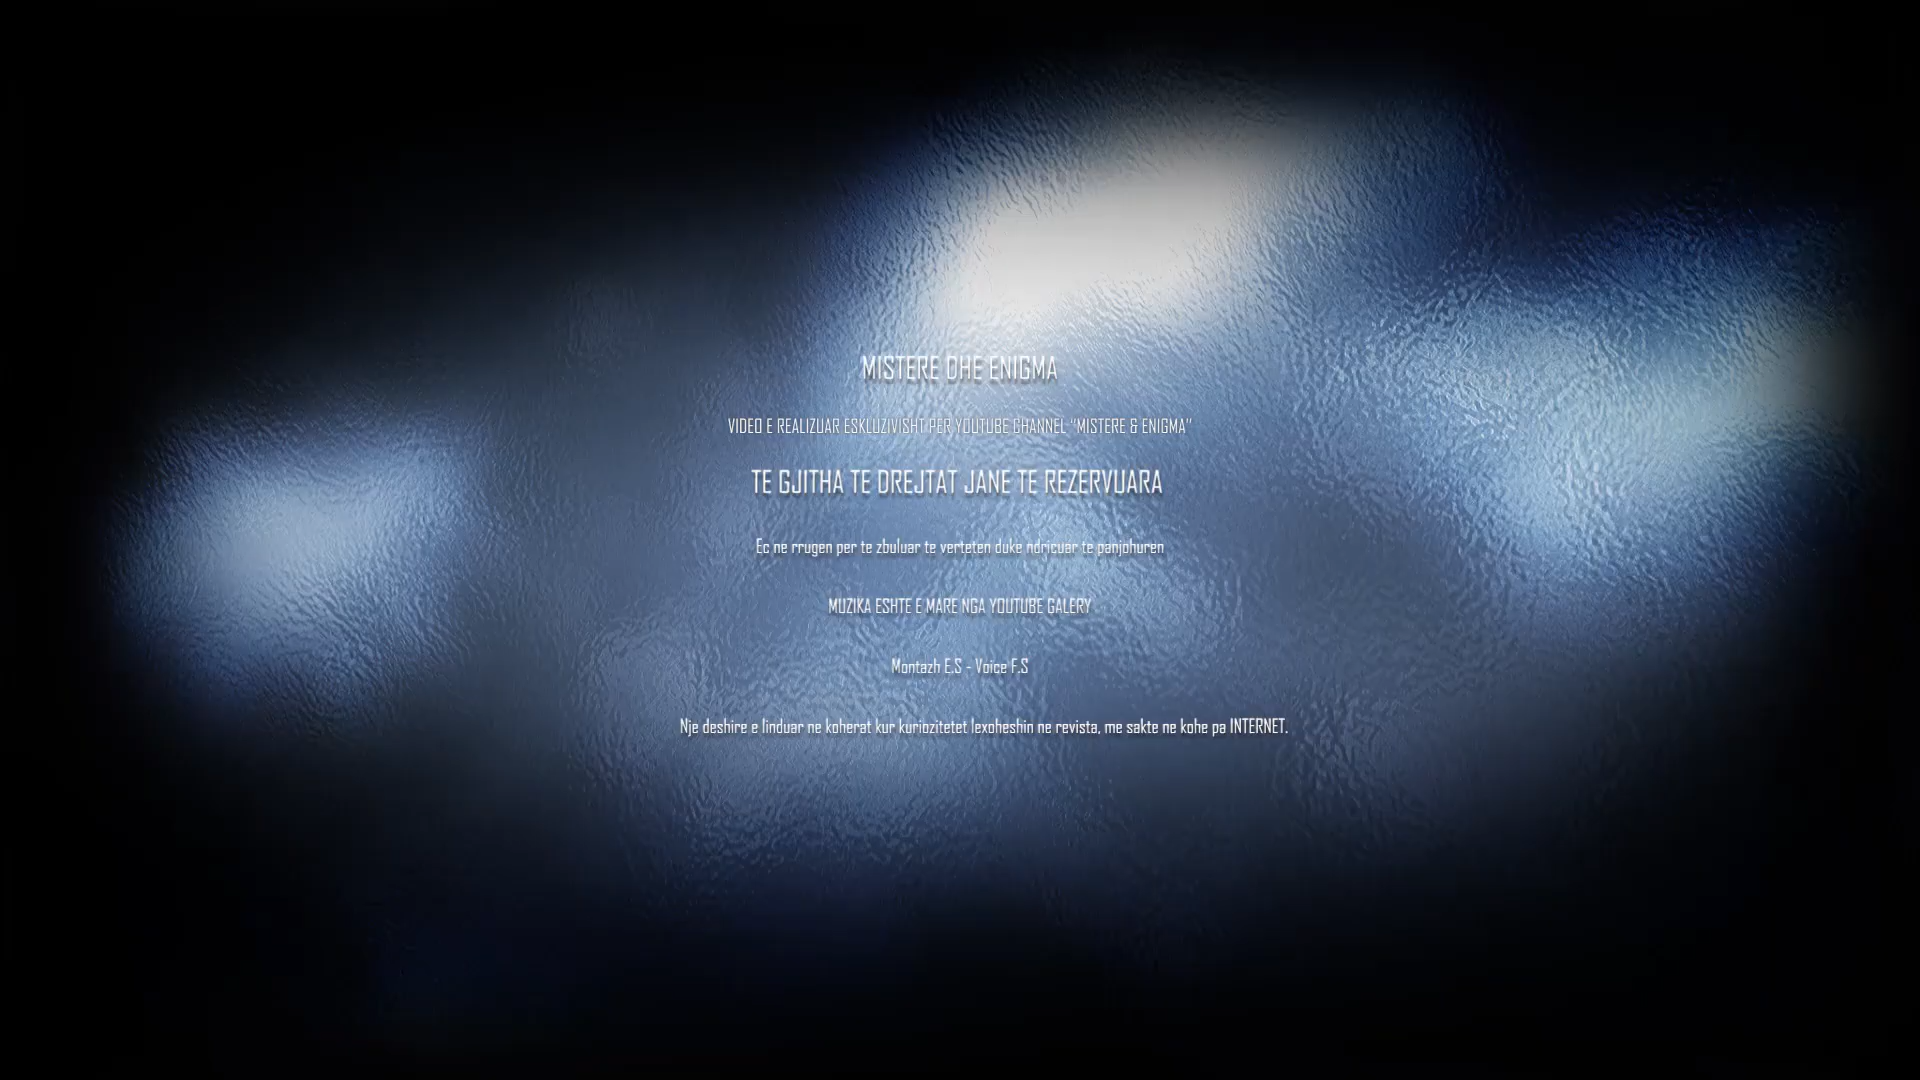 MISTERE DHE ENIGMA
VIDEO E REALIZUAR ESKLUZIVISHT PER YOUTUBE CHANNEL "MISTERE & ENIGMA"
TE GJITHA TE DREJTAT JANE TE REZERVUARA
Ec ne rrugen per te zbuluar te verteten duke ndricuar te panjohuren
MUZIKA ESHTE E MARE NGA YOUTUBE GALERY
Montazh E.S - Voice F.S
Nje deshire e linduar ne koherat kur kuriozitetet lexoheshin ne revista, me sakte ne kohe pa INTERNET.